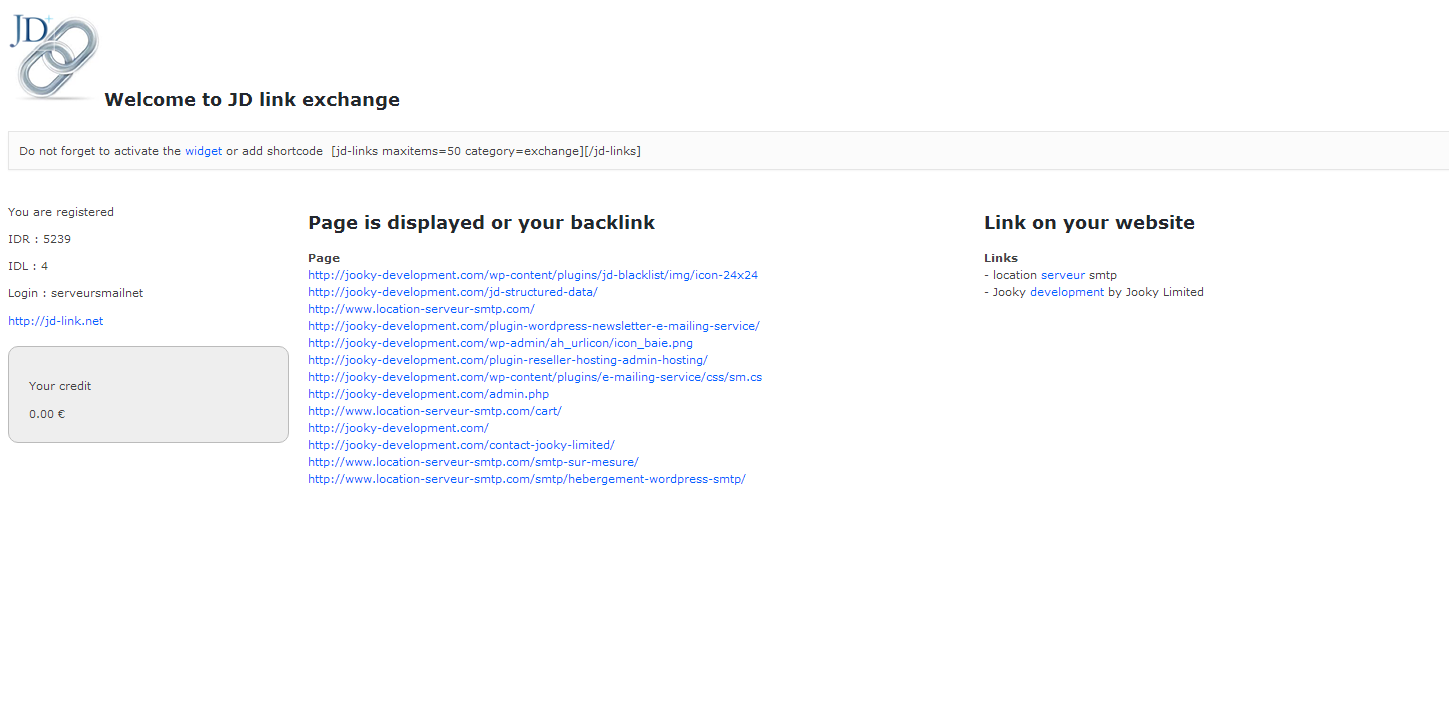 JD
Welcome to JD link exchange
Do not forget to activate the widget or add shortcode [jd-links maxitems=50 category=exchange][/jd-links]
You are registered
IDR : 5239
IDL : 4
Login : serveursmailnet
http://jd-link.net
Your credit
0.00 €
Page is displayed or your backlink
Page
http://jooky-development.com/wp-content/plugins/jd-blacklist/img/icon-24x24
http://jooky-development.com/jd-structured-data/
http://www.location-serveur-smtp.com/
http://jooky-development.com/plugin-wordpress-newsletter-e-mailing-service/
http://jooky-development.com/wp-admin/ah_urlicon/icon_baie.png
http://jooky-development.com/plugin-reseller-hosting-admin-hosting/
http://jooky-development.com/wp-content/plugins/e-mailing-service/css/sm.cs
http://jooky-development.com/admin.php
http://www.location-serveur-smtp.com/cart/
http://jooky-development.com/
http://jooky-development.com/contact-jooky-limited/
http://www.location-serveur-smtp.com/smtp-sur-mesure/
http://www.location-serveur-smtp.com/smtp/hebergement-wordpress-smtp/
Link on your website
Links
- location serveur smtp
- Jooky development by Jooky Limited